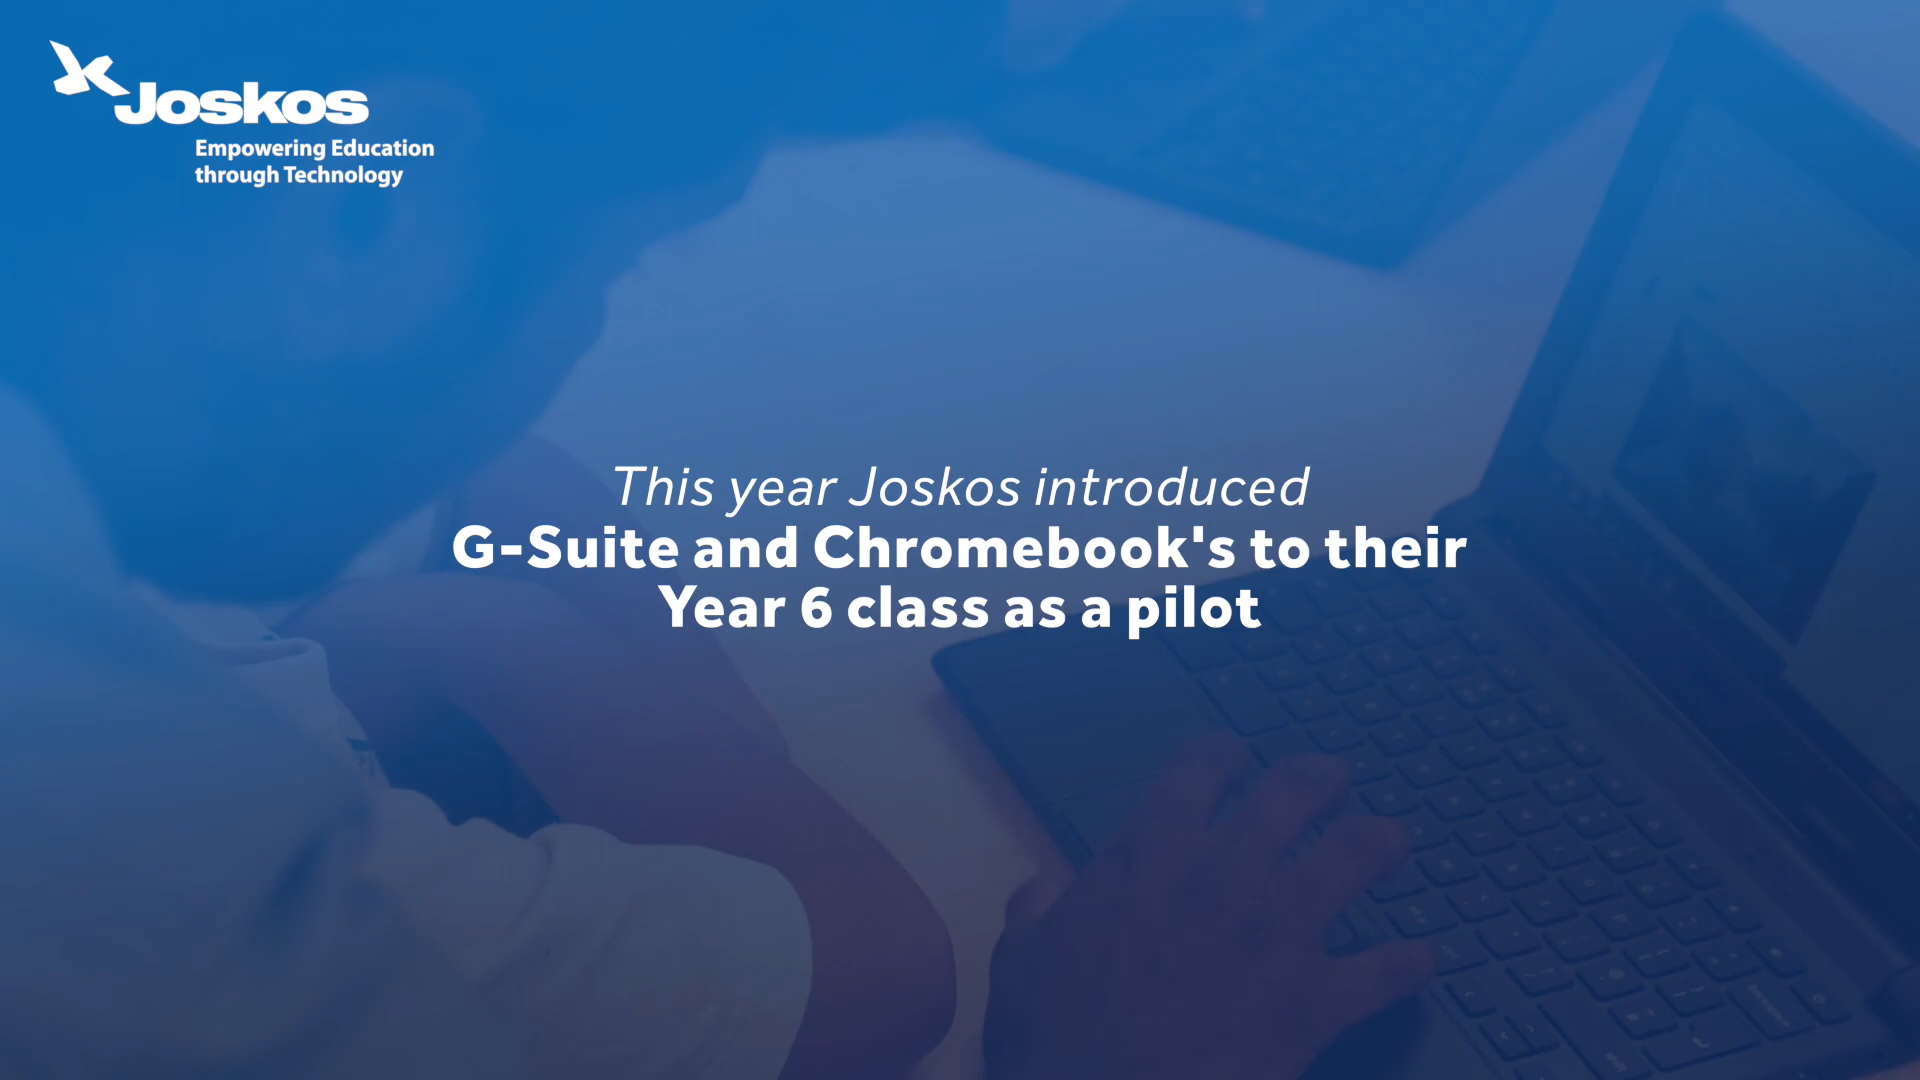 Joskos
Empowering Education
through Technology
This year Joskos introduced
G-Suite and Chromebook's to their
Year 6 class as a pilot